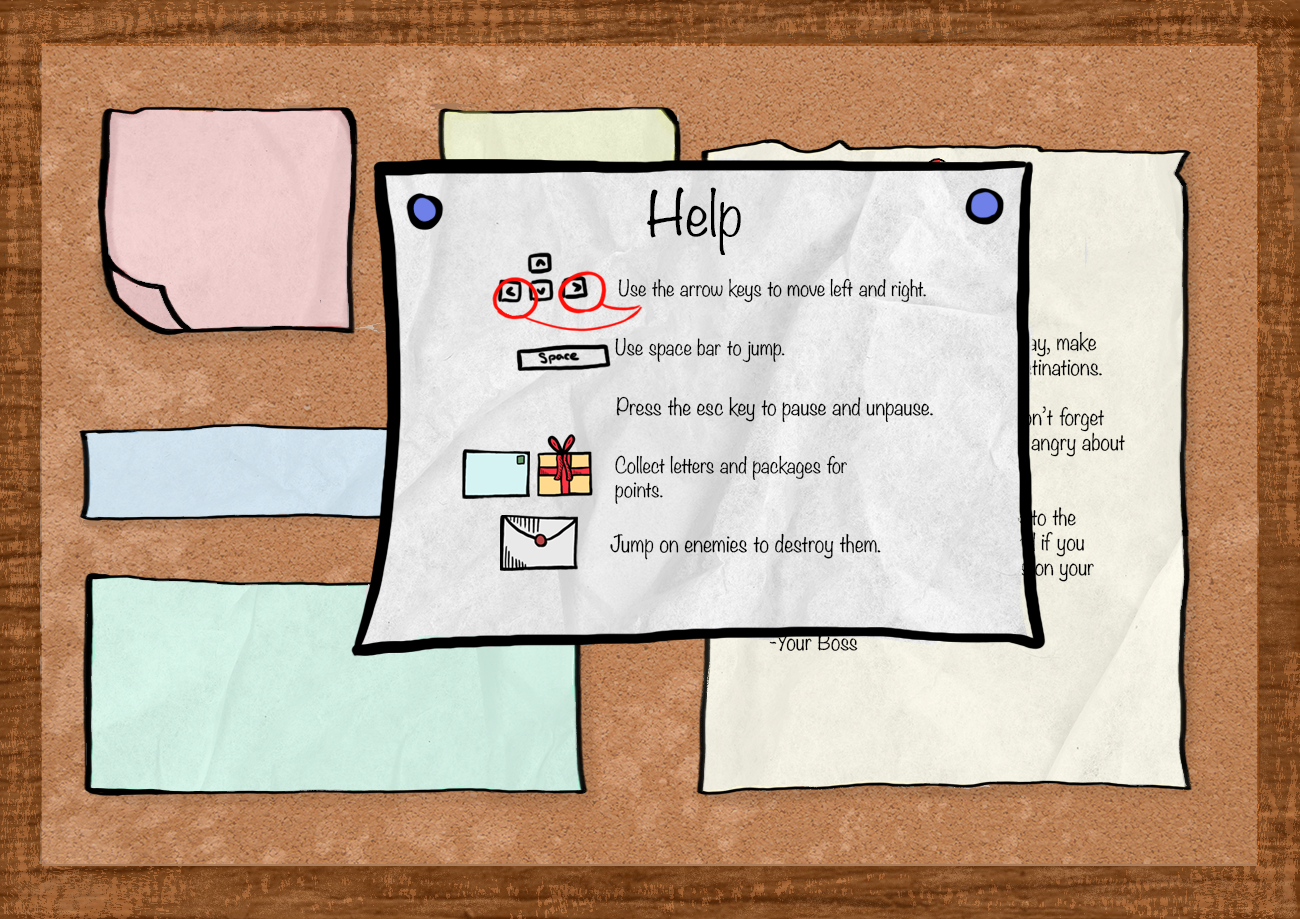 Help
Use the arrow keys to move left and right.
Space
Use space bar to jump.
Press the esc key to pause and unpause.
Collect letters and packages for
points.
Jump on enemies to destroy them.
make
forget
angry about
to the
if you
on your
-Your Boss